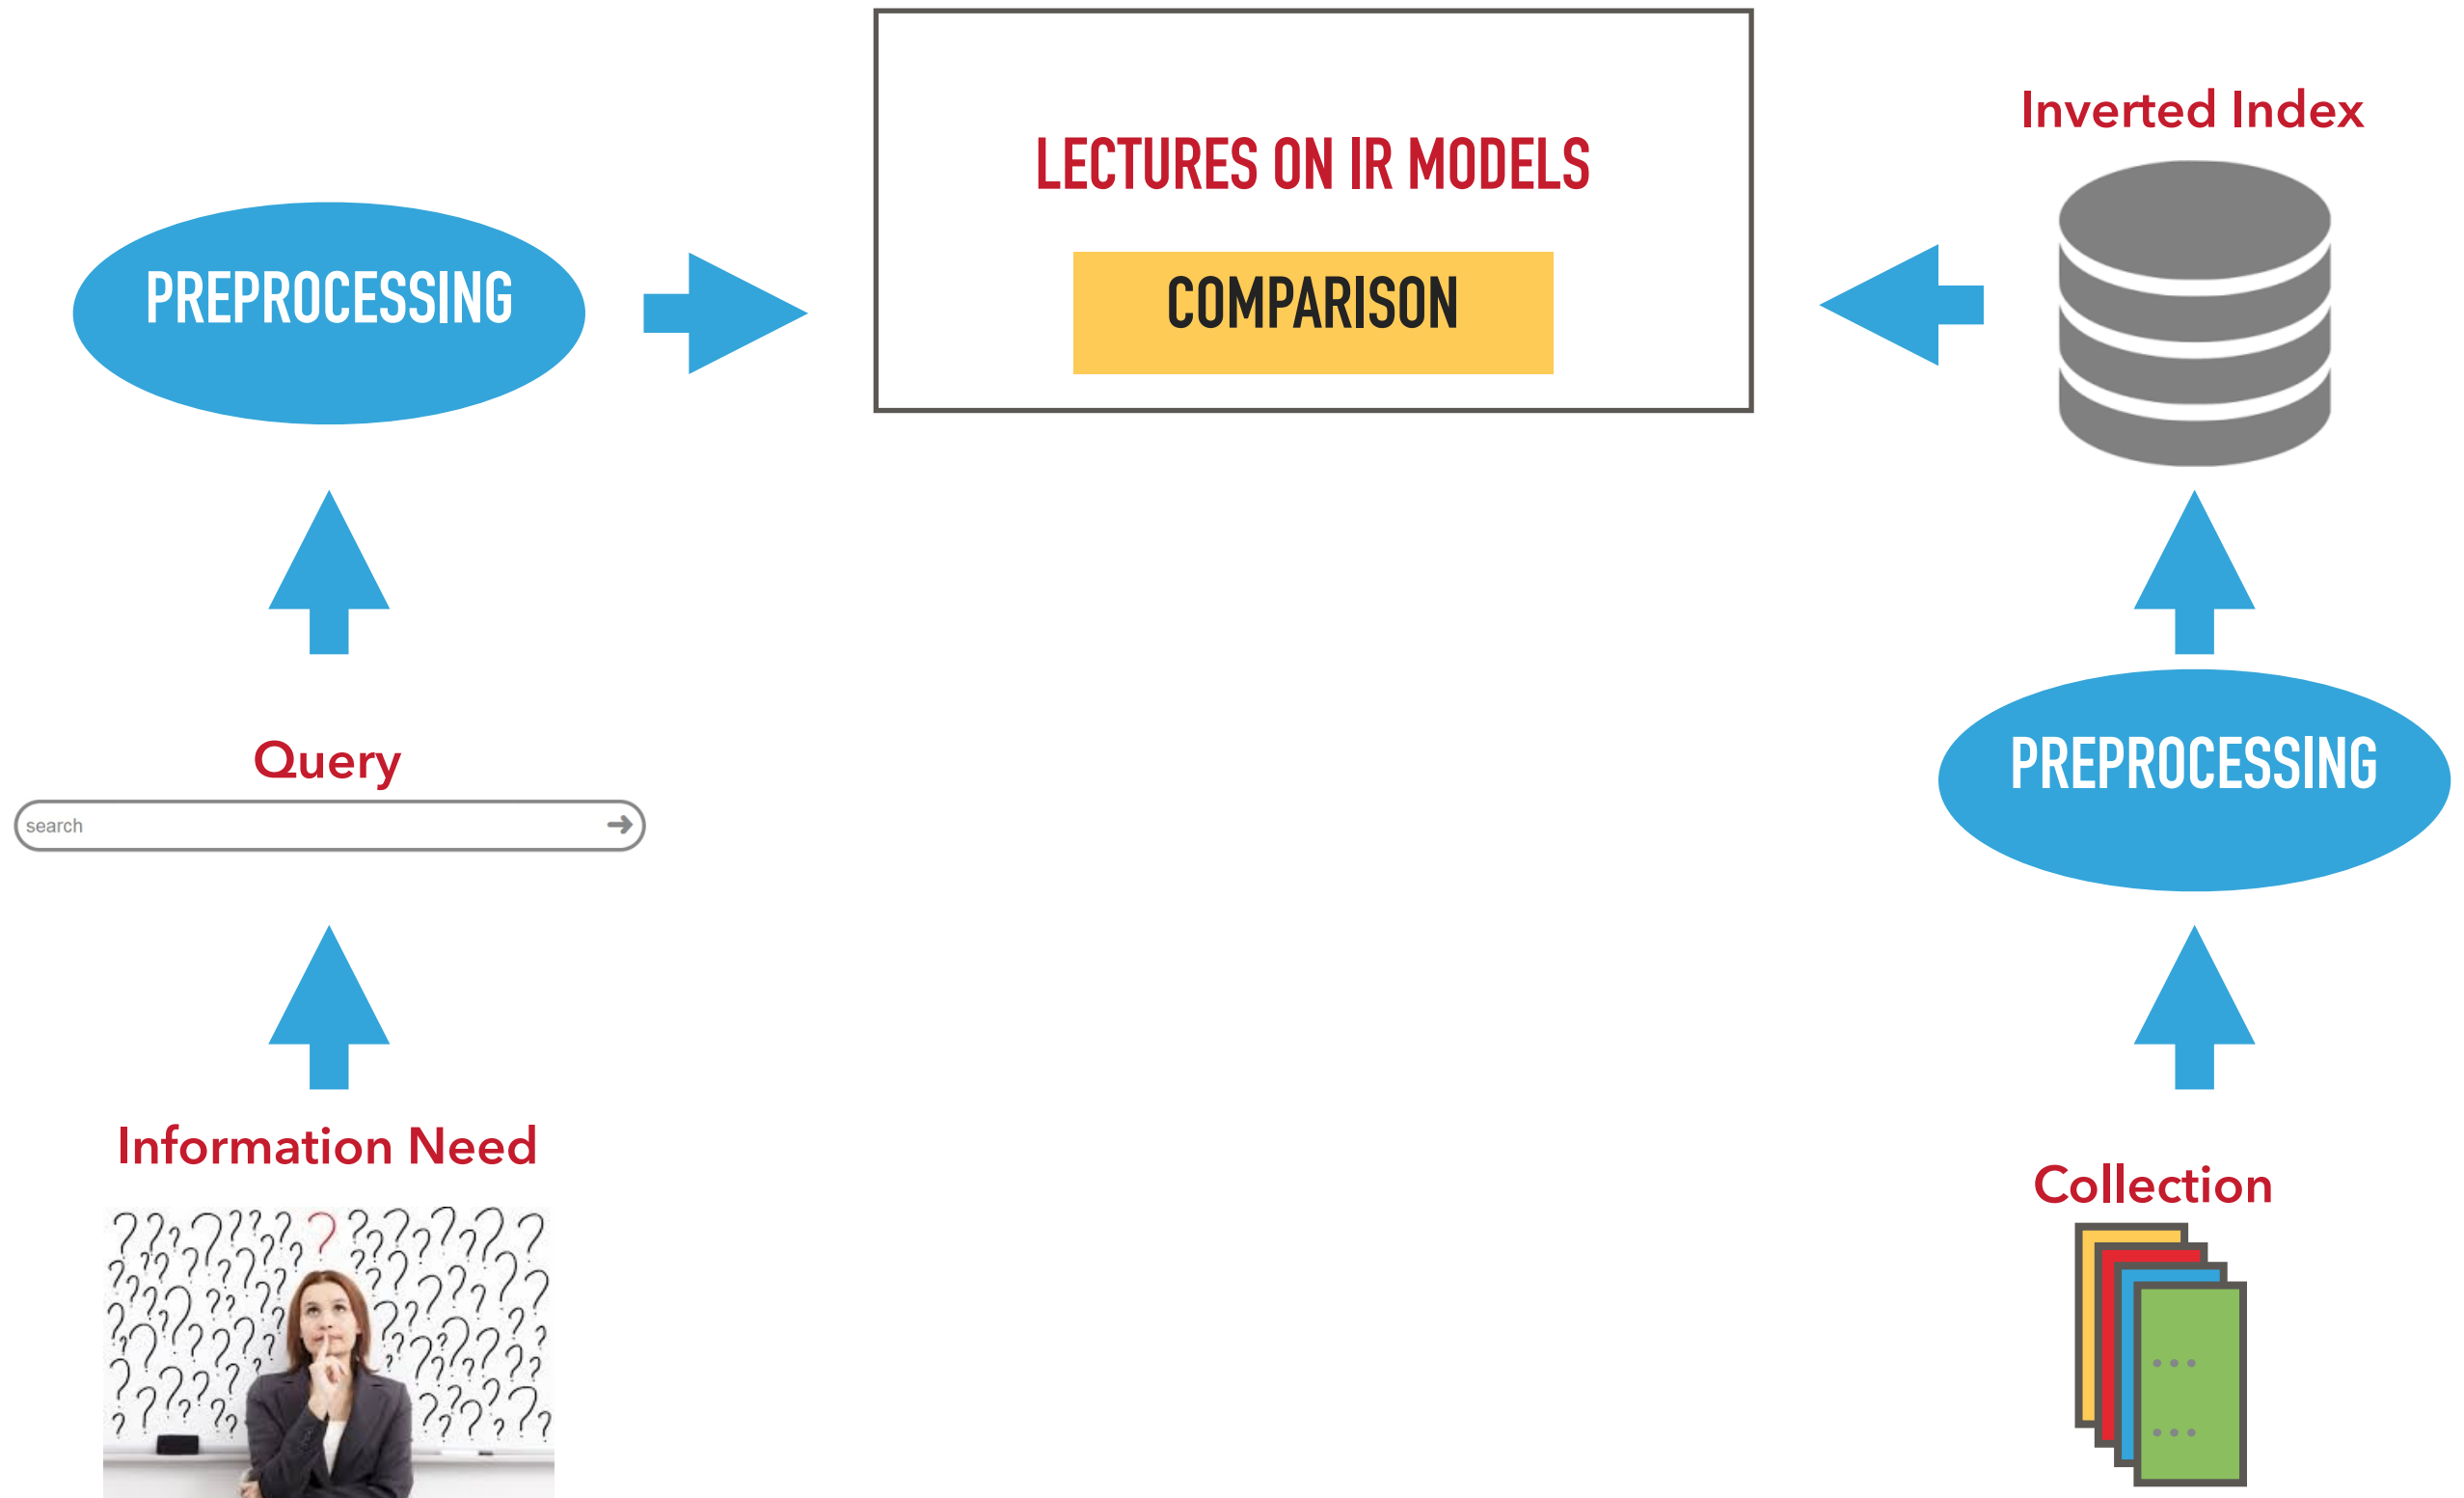 LECTURES ON IR MODELS
COMPARISON
Inverted Index
PREPROCESSING
Query
search
PREPROCESSING
Information Need
Collection
...
...